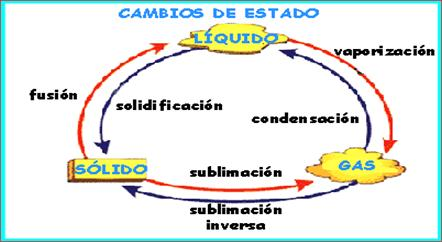 CAMBIOS DE ESTADO
LÍQUIDO
vaporización
fusión
solidificación
condensación
SÓLIDO
sublimación
GAS
sublimación
inversa